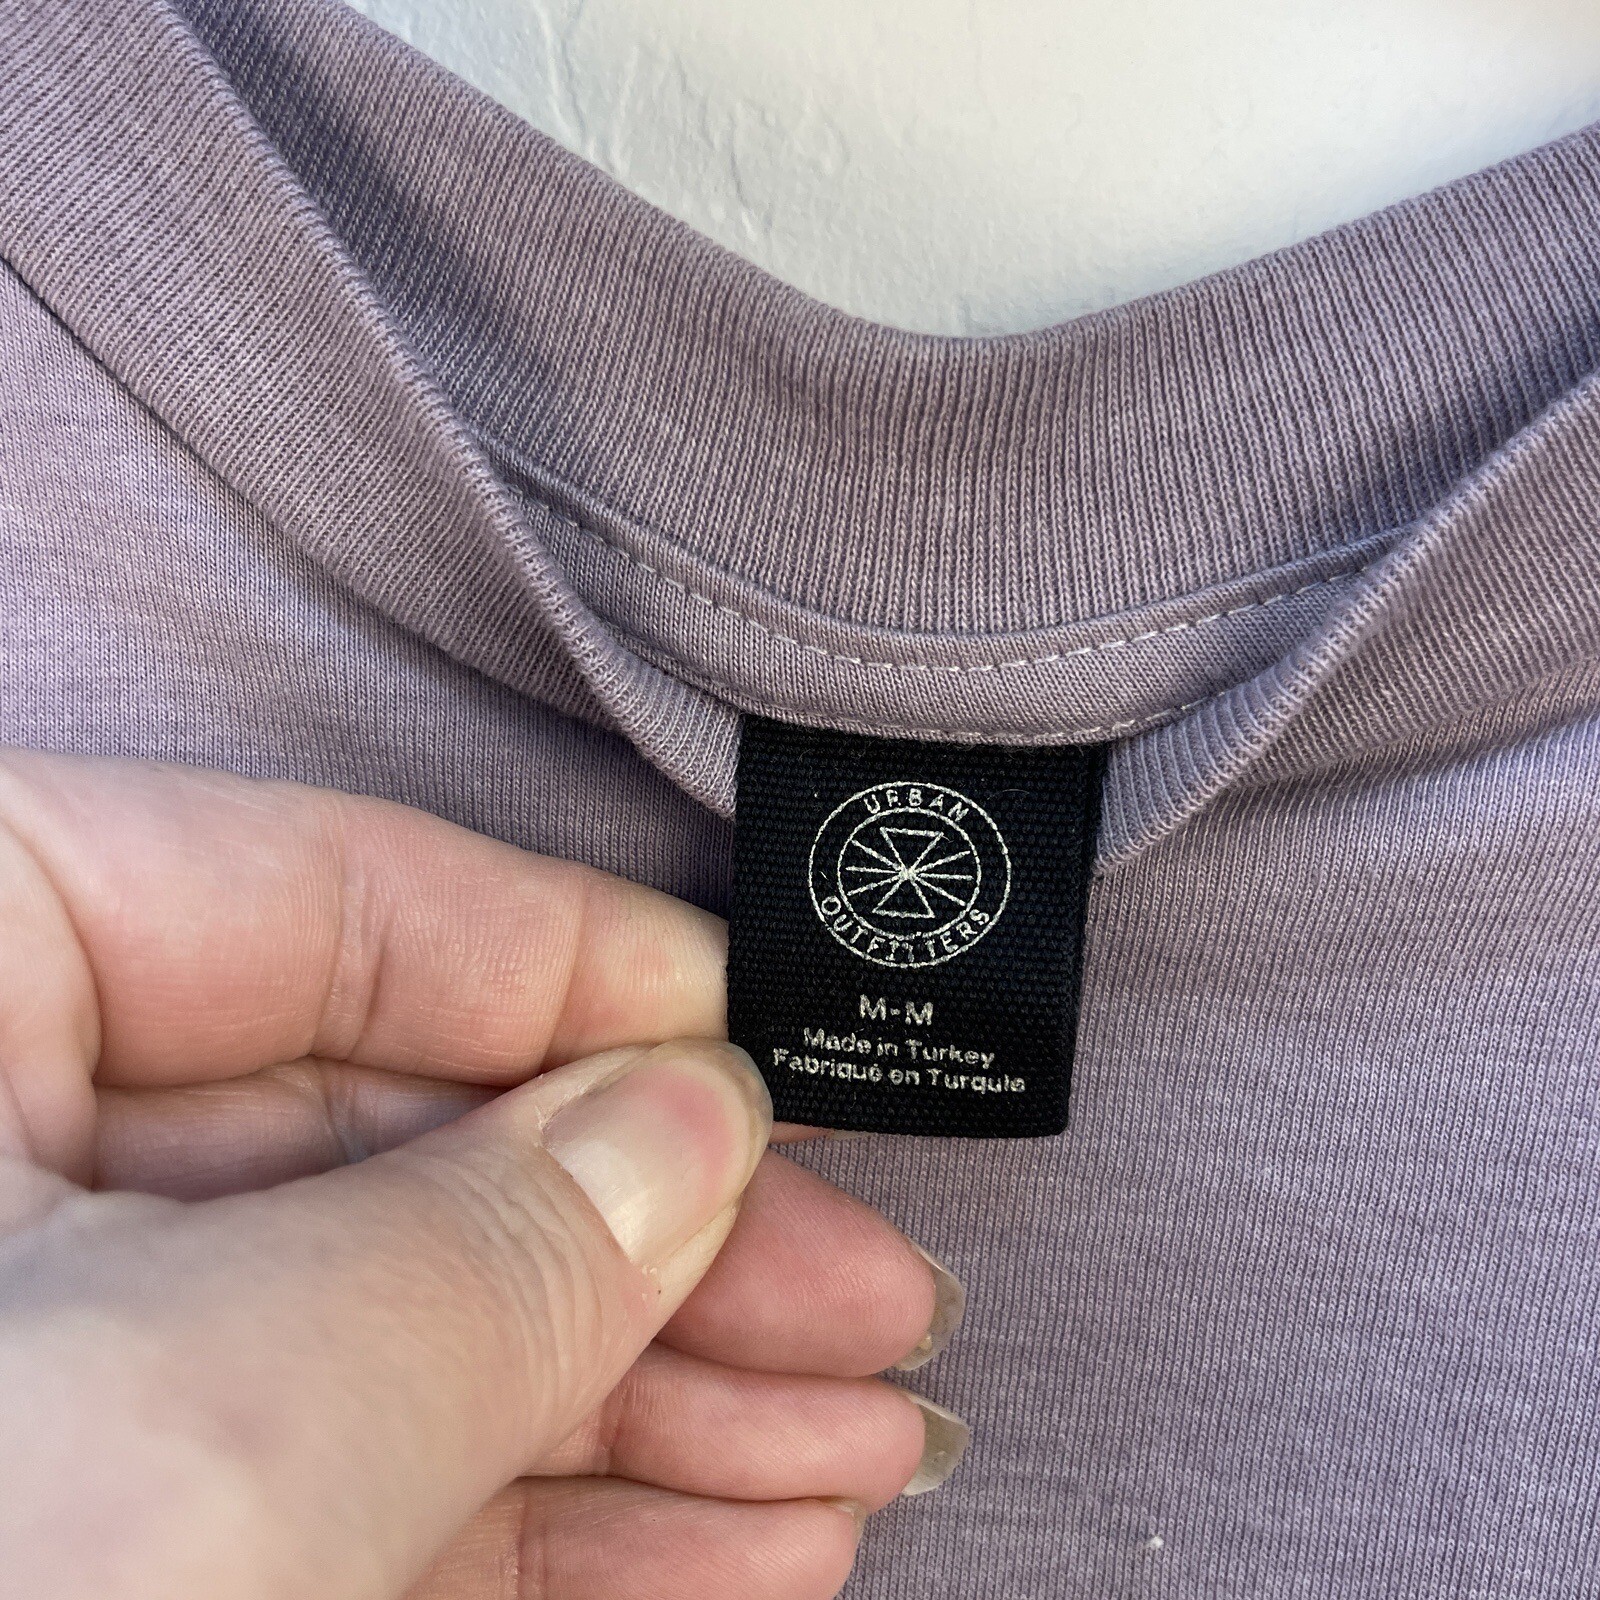 URBAN
OUTFITTERS
M-M
Made in Turkey
Fabriqué en Turquie